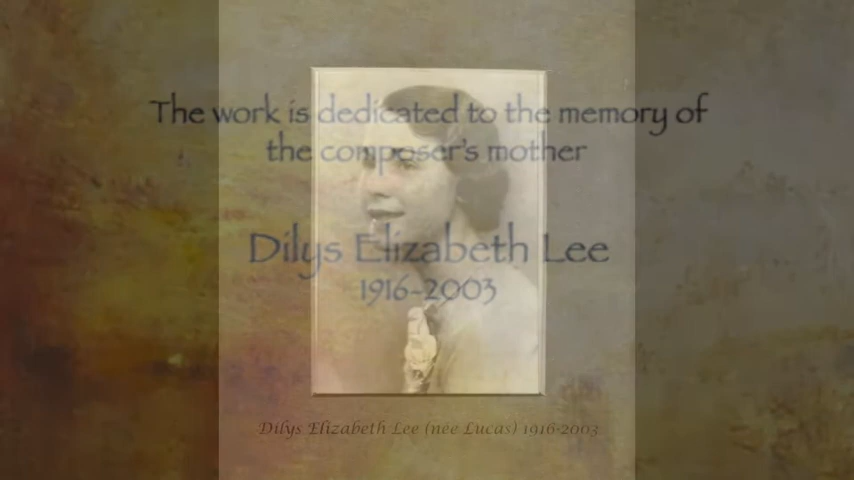 The work is dedicated to the memory of
the composer's mother
Dilys Elizabeth Lee
1916-2003
Dilys Elizabeth Lee (née Lucas) 1916-2003